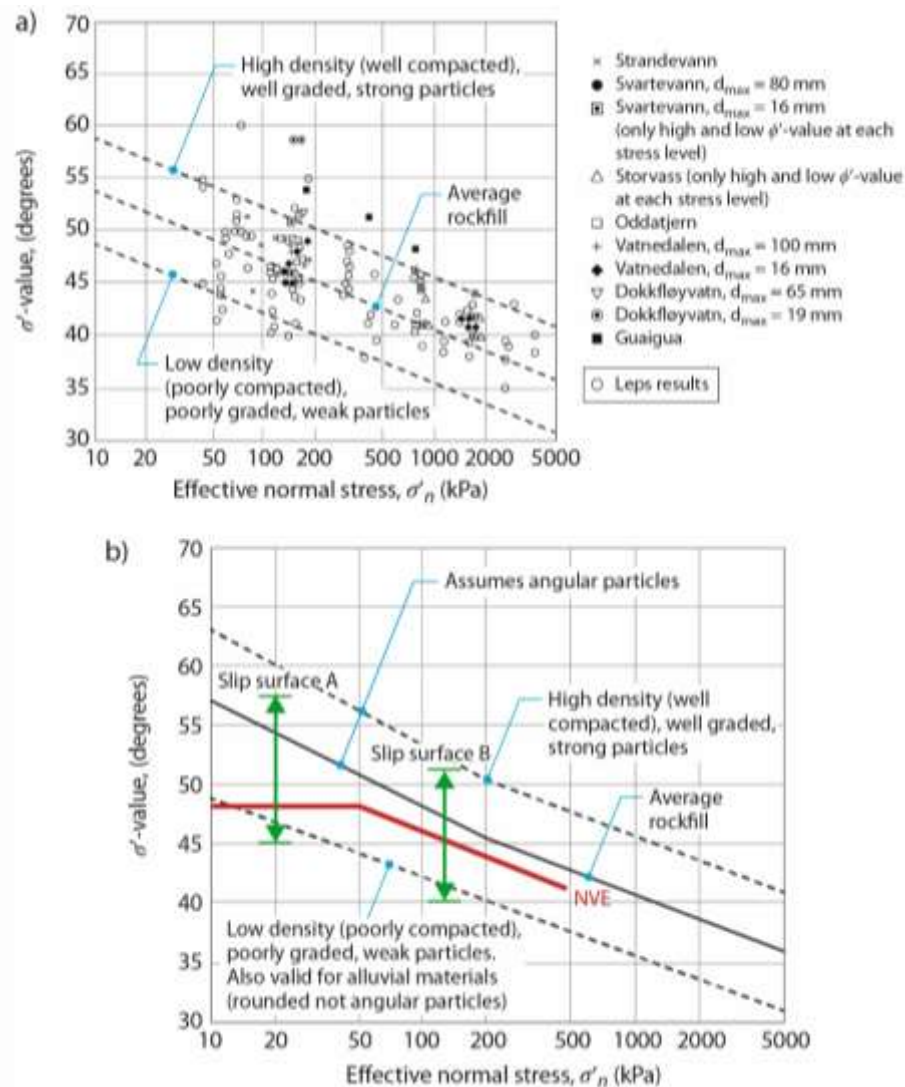 a)
70
65
60
55
50
45
40
35
30
σ'-value, (degrees)
High density (well compacted),
well graded, strong particles
Average
rockfill
Low density
(poorly compacted),
poorly graded, weak particles
10
20
50
100
200
500
1000
2000
5000
Effective normal stress, σ'n (kPa)
Strandevann
Svartevann, dmax = 80 mm
Svartevann, dmax = 16 mm
(only high and low ϕ'-value at each
stress level)
Storvass (only high and low ϕ'-value
at each stress level)
Oddatjern
Vatnedalen, dmax = 100 mm
Vatnedalen, dmax = 16 mm
Dokkfløyvatn, dmax = 65 mm
Dokkfløyvatn, dmax = 19 mm
Guaigua
Leps results
b)
70
65
60
55
50
45
40
35
30
σ'-value, (degrees)
Assumes angular particles
Slip surface A
High density (well
compacted), well graded,
strong particles
Slip surface B
Average
rockfill
NVE
Low density (poorly compacted),
poorly graded, weak particles.
Also valid for alluvial materials
(rounded not angular particles)
10
20
50
100
200
500
1000
2000
5000
Effective normal stress, σ'n (kPa)